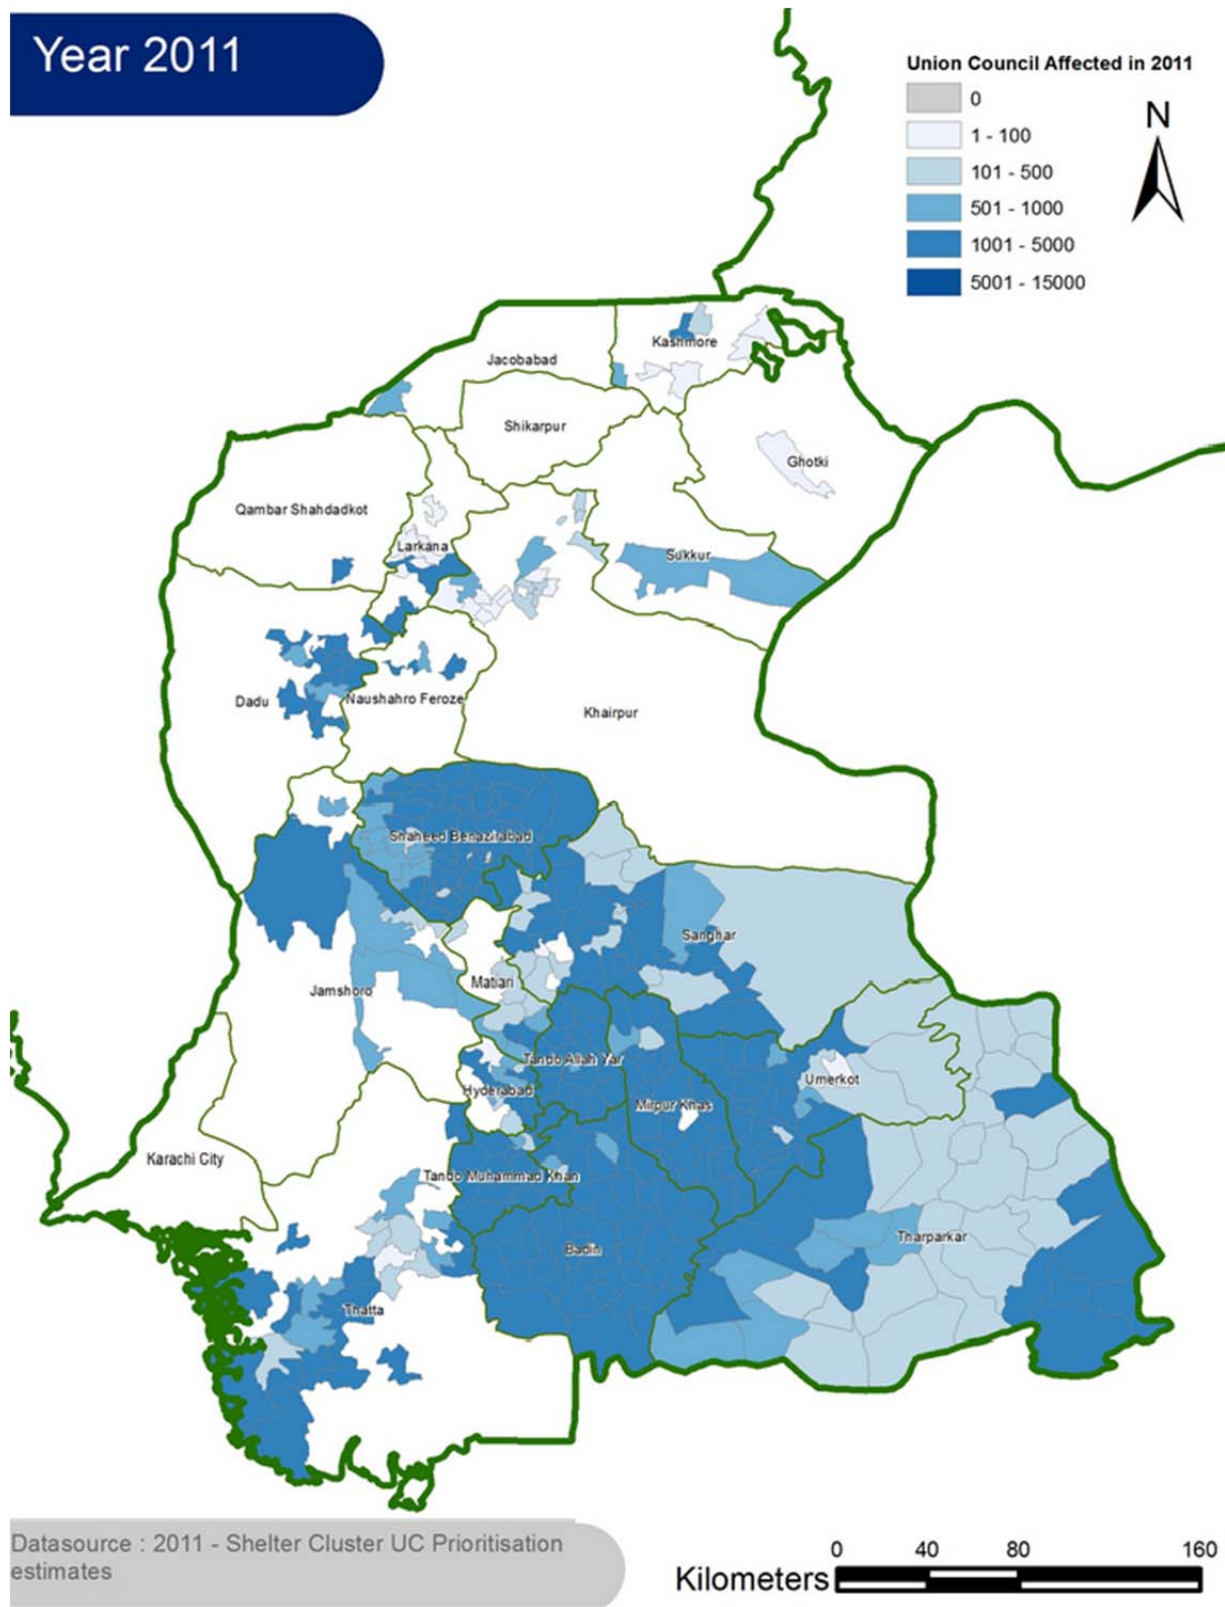 Year 2011
Union Council Affected in 2011
0
1 - 100
101 - 500
501 - 1000
1001 - 5000
5001 - 15000
N
Kashmore
Jacobabad
Shikarpur
Ghotki
Qambar Shahdadkot
Larkana
Sukkur
Dadu
Naushahro Feroze
Khairpur
Shaheed Benazirabad
Sanghar
Matiari
Jamshoro
Tando Allah Yar
Umerkot
Hyderabad
Mirpur Khas
Karachi City
Tando Muhammad Khan
Tharparkar
Badin
Thatta
Datasource : 2011 - Shelter Cluster UC Prioritisation
estimates
0 40 80 160
Kilometers